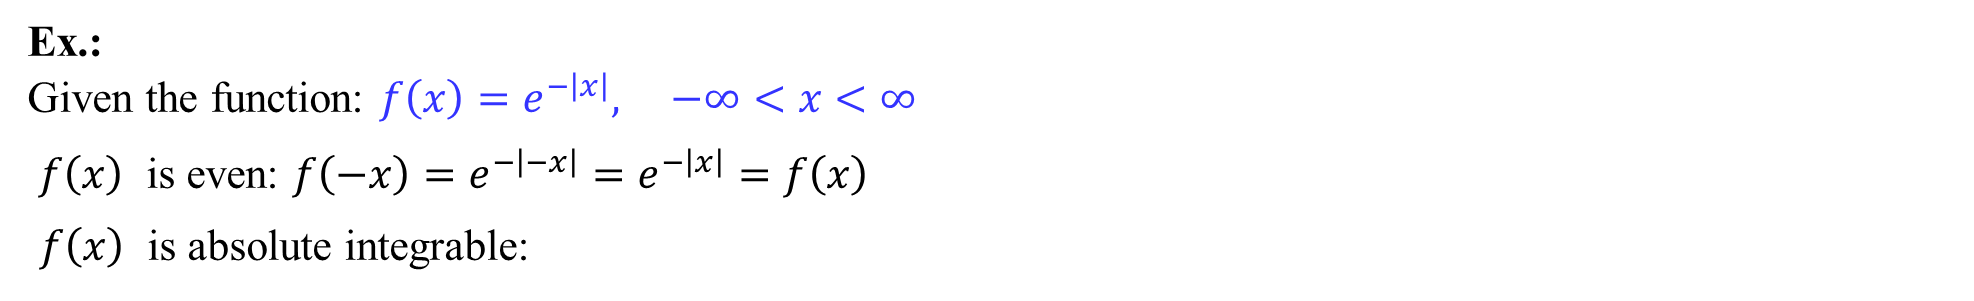 Ex.:
Given the function: f(x) = e^{−|x|}, −∞ < x < ∞
f(x) is even: f(−x) = e^{−|−x|} = e^{−|x|} = f(x)
f(x) is absolute integrable: